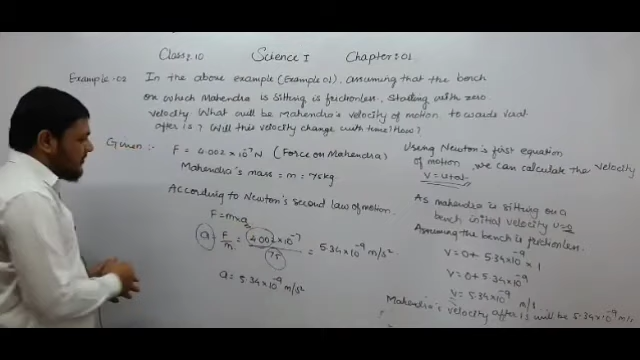 Class: 10 Science I Chapter: 01
Example: 02 In the above example (Example 01), assuming that the bench
on which Mahendra is sitting is frictionless, starting with zero
velocity. What will be Mahendra's velocity of motion towards Virat
after 1s? Will this velocity change with time? How?
Given :- F = 4.002 × 10⁻⁷ N (Force on Mahendra)
Mahendra's mass = m = 75 kg
According to Newton's second law of motion.
F = m × a
a = F/m = 4.002 × 10⁻⁷ / 75 = 5.34 × 10⁻⁹ m/s²
a = 5.34 × 10⁻⁹ m/s²
Using Newton's first equation
of motion, we can calculate the velocity
v = u + at
As mahendra is sitting on a
bench initial velocity u = 0
Assuming the bench is frictionless.
v = 0 + 5.34 × 10⁻⁹ × 1
v = 0 + 5.34 × 10⁻⁹
v = 5.34 × 10⁻⁹ m/s
Mahendra's velocity after 1s will be 5.34 × 10⁻⁹ m/s